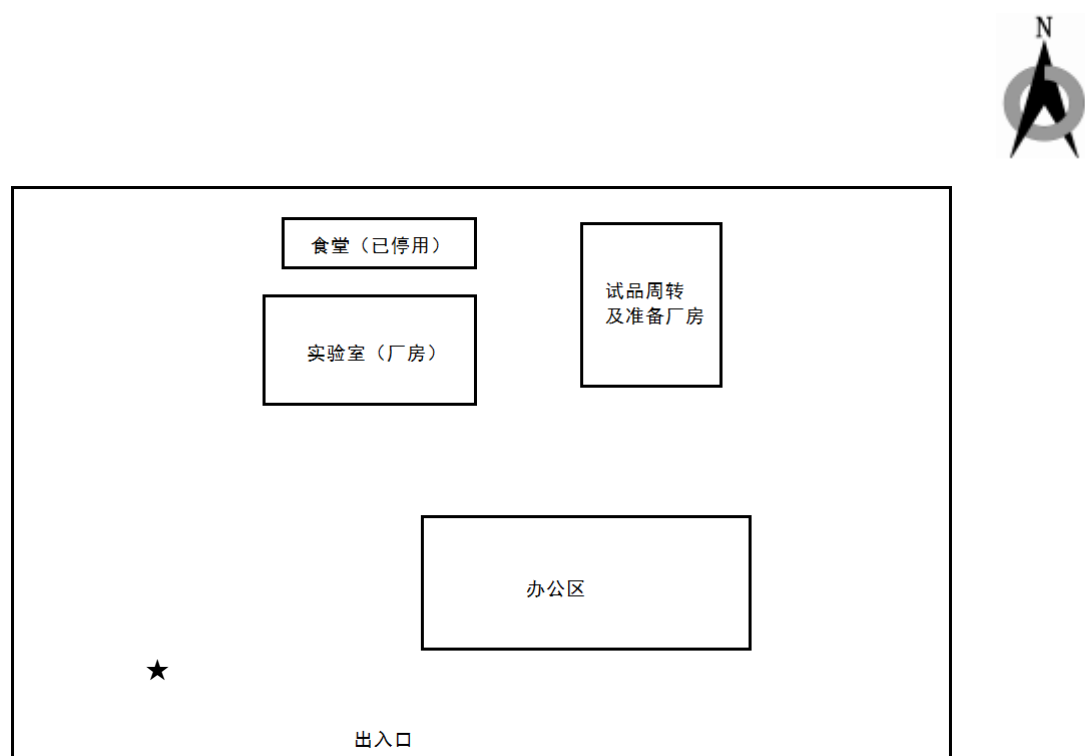 N
食堂（已停用）
试品周转
及准备厂房
实验室（厂房）
办公区
出入口